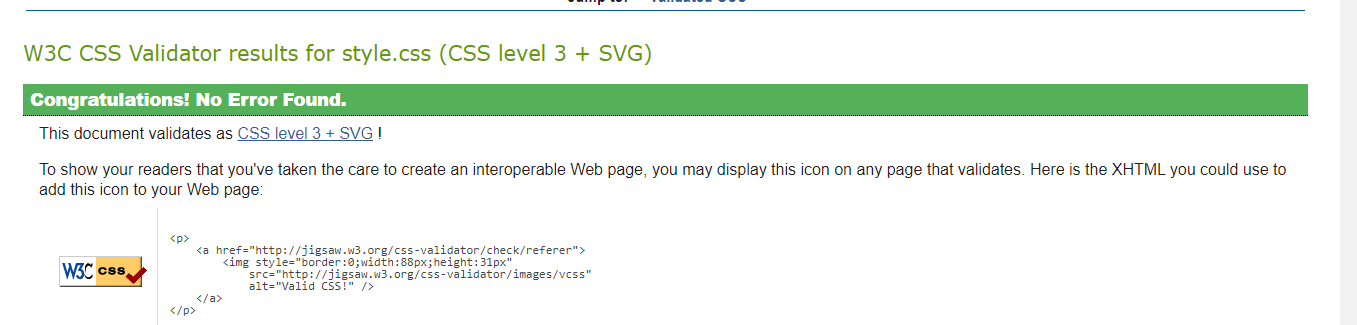 Jump to: Validated CSS
W3C CSS Validator results for style.css (CSS level 3 + SVG)
Congratulations! No Error Found.
This document validates as CSS level 3 + SVG !
To show your readers that you've taken the care to create an interoperable Web page, you may display this icon on any page that validates. Here is the XHTML you could use to
add this icon to your Web page:
W3C css
<p>
<a href="http://jigsaw.w3.org/css-validator/check/referer">
<img style="border:0;width:88px;height:31px"
src="http://jigsaw.w3.org/css-validator/images/vcss"
alt="Valid CSS!" />
</a>
</p>